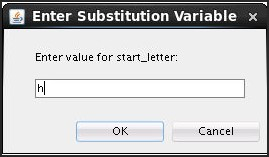 Enter Substitution Variable
Enter value for start_letter:
h
OK Cancel